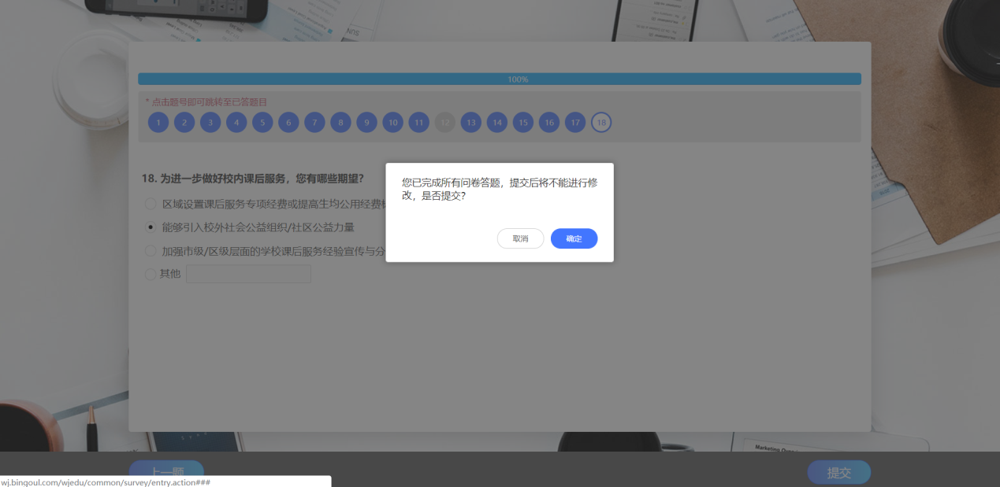 100%
* 点击题号即可跳转至已答题目
1 2 3 4 5 6 7 8 9 10 11 12 13 14 15 16 17 18
18. 为进一步做好校内课后服务，您有哪些期望？
区域设置课后服务专项经费或提高生均公用经费
能够引入校外社会公益组织/社区公益力量
加强市级/区级层面的学校课后服务经验宣传与分
其他
您已完成所有问卷答题，提交后将不能进行修
改，是否提交?
取消 确定
Marketing
上一题 提交
wj.bingoul.com/wjedu/common/survey/entry.action###